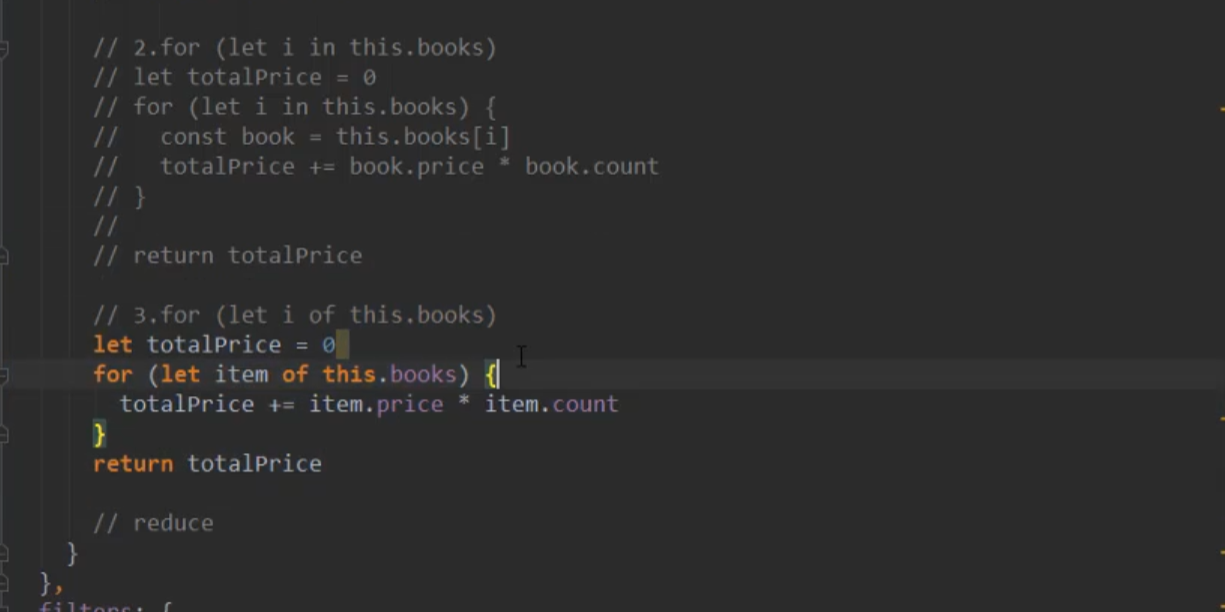 // 2.for (let i in this.books)
// let totalPrice = 0
// for (let i in this.books) {
//   const book = this.books[i]
//   totalPrice += book.price * book.count
// }
//
// return totalPrice
// 3.for (let i of this.books)
let totalPrice = 0
for (let item of this.books) {
  totalPrice += item.price * item.count
}
return totalPrice
// reduce
}
},
filters: {